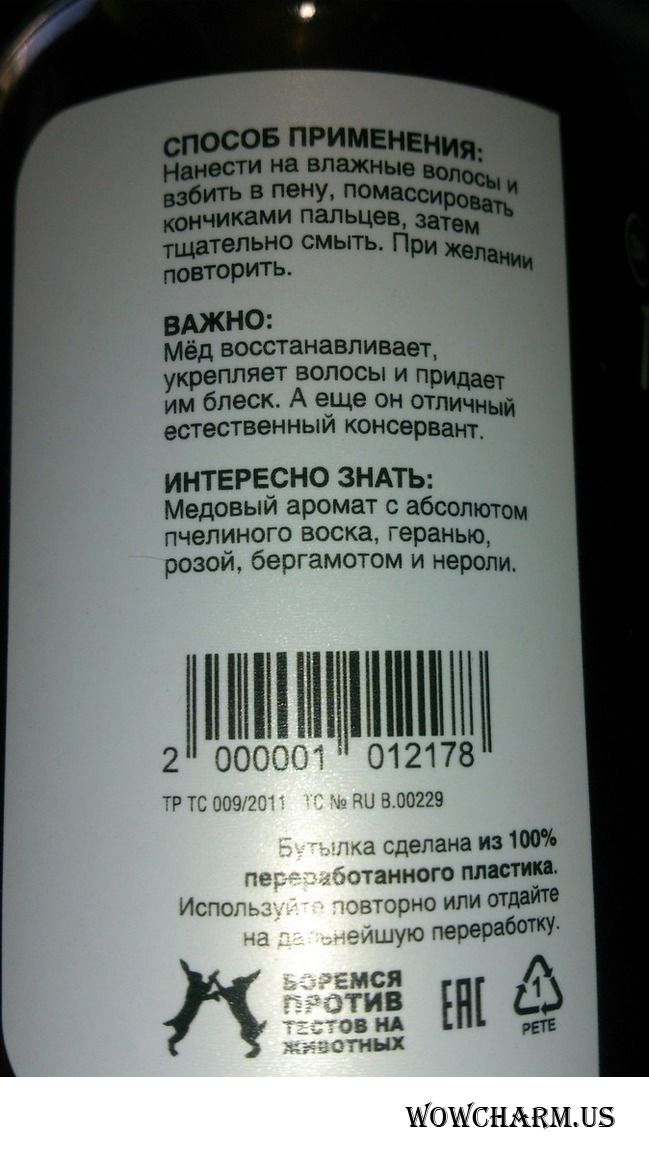 СПОСОБ ПРИМЕНЕНИЯ:
Нанести на влажные волосы и
взбить в пену, помассировать
кончиками пальцев, затем
тщательно смыть. При желании
повторить.
ВАЖНО:
Мёд восстанавливает,
укрепляет волосы и придает
им блеск. А еще он отличный
естественный консервант.
ИНТЕРЕСНО ЗНАТЬ:
Медовый аромат с абсолютом
пчелиного воска, геранью,
розой, бергамотом и нероли.
2 000001 012178
ТР ТС 009/2011 ТС № RU В.00229
Бутылка сделана из 100%
переработанного пластика.
Используйте повторно или отдайте
на дальнейшую переработку.
БОРЕМСЯ
ПРОТИВ
ТЕСТОВ НА
ЖИВОТНЫХ
EAC
1
PETE
WOWCHARM.US